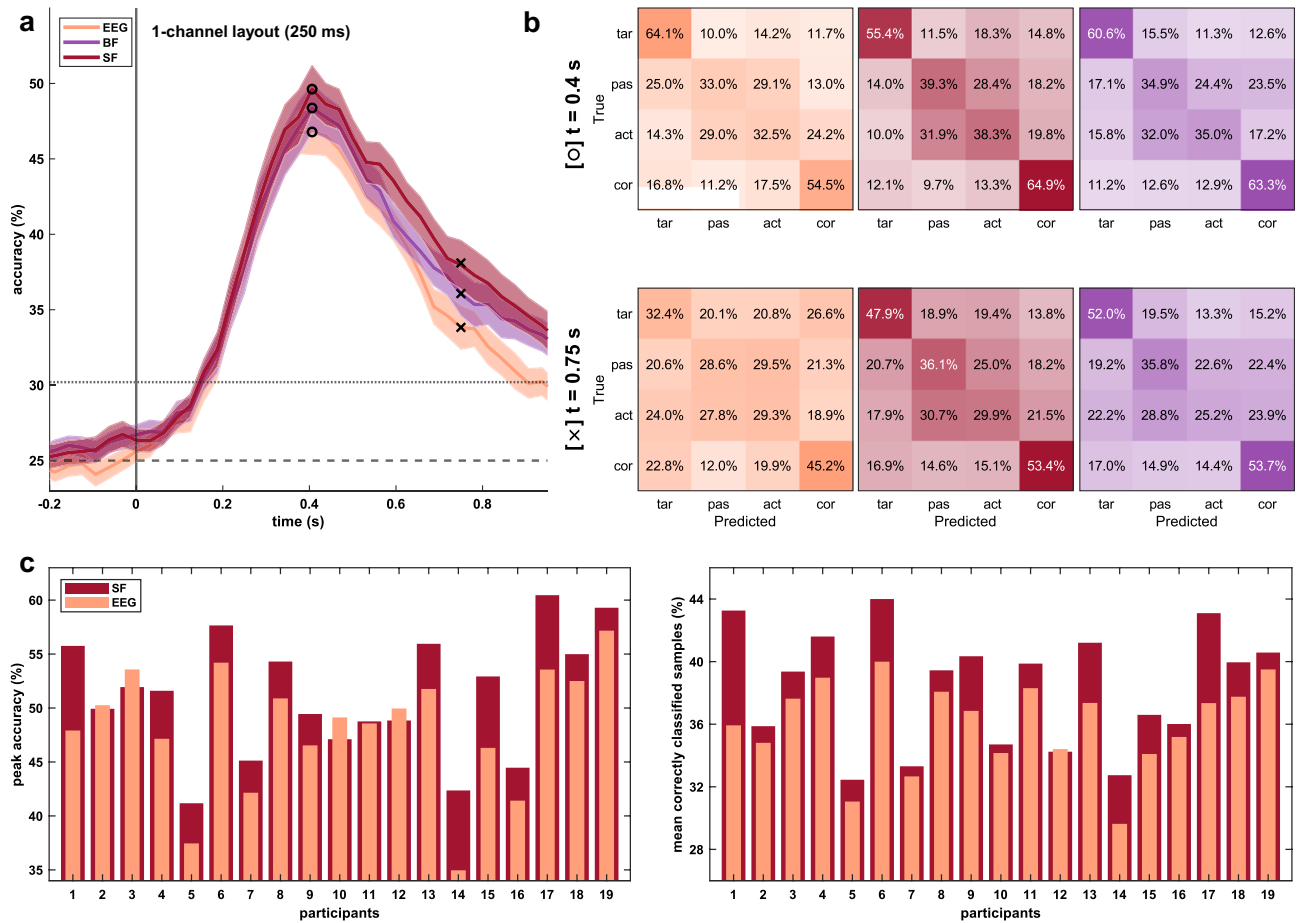 a
EEG
BF
SF
1-channel layout (250 ms)
accuracy (%)
50
45
40
35
30
25
-0.2
0
0.2
0.4
0.6
0.8
time (s)
b
[O] t = 0.4 s
True
tar 64.1% 10.0% 14.2% 11.7% 55.4% 11.5% 18.3% 14.8% 60.6% 15.5% 11.3% 12.6%
pas 25.0% 33.0% 29.1% 13.0% 14.0% 39.3% 28.4% 18.2% 17.1% 34.9% 24.4% 23.5%
act 14.3% 29.0% 32.5% 24.2% 10.0% 31.9% 38.3% 19.8% 15.8% 32.0% 35.0% 17.2%
cor 16.8% 11.2% 17.5% 54.5% 12.1% 9.7% 13.3% 64.9% 11.2% 12.6% 12.9% 63.3%
tar pas act cor tar pas act cor tar pas act cor
[×] t = 0.75 s
True
tar 32.4% 20.1% 20.8% 26.6% 47.9% 18.9% 19.4% 13.8% 52.0% 19.5% 13.3% 15.2%
pas 20.6% 28.6% 29.5% 21.3% 20.7% 36.1% 25.0% 18.2% 19.2% 35.8% 22.6% 22.4%
act 24.0% 27.8% 29.3% 18.9% 17.9% 30.7% 29.9% 21.5% 22.2% 28.8% 25.2% 23.9%
cor 22.8% 12.0% 19.9% 45.2% 16.9% 14.6% 15.1% 53.4% 17.0% 14.9% 14.4% 53.7%
tar pas act cor tar pas act cor tar pas act cor
Predicted Predicted Predicted
c
SF
EEG
peak accuracy (%)
60
55
50
45
40
35
1 2 3 4 5 6 7 8 9 10 11 12 13 14 15 16 17 18 19
participants
mean correctly classified samples (%)
44
40
36
32
28
1 2 3 4 5 6 7 8 9 10 11 12 13 14 15 16 17 18 19
participants